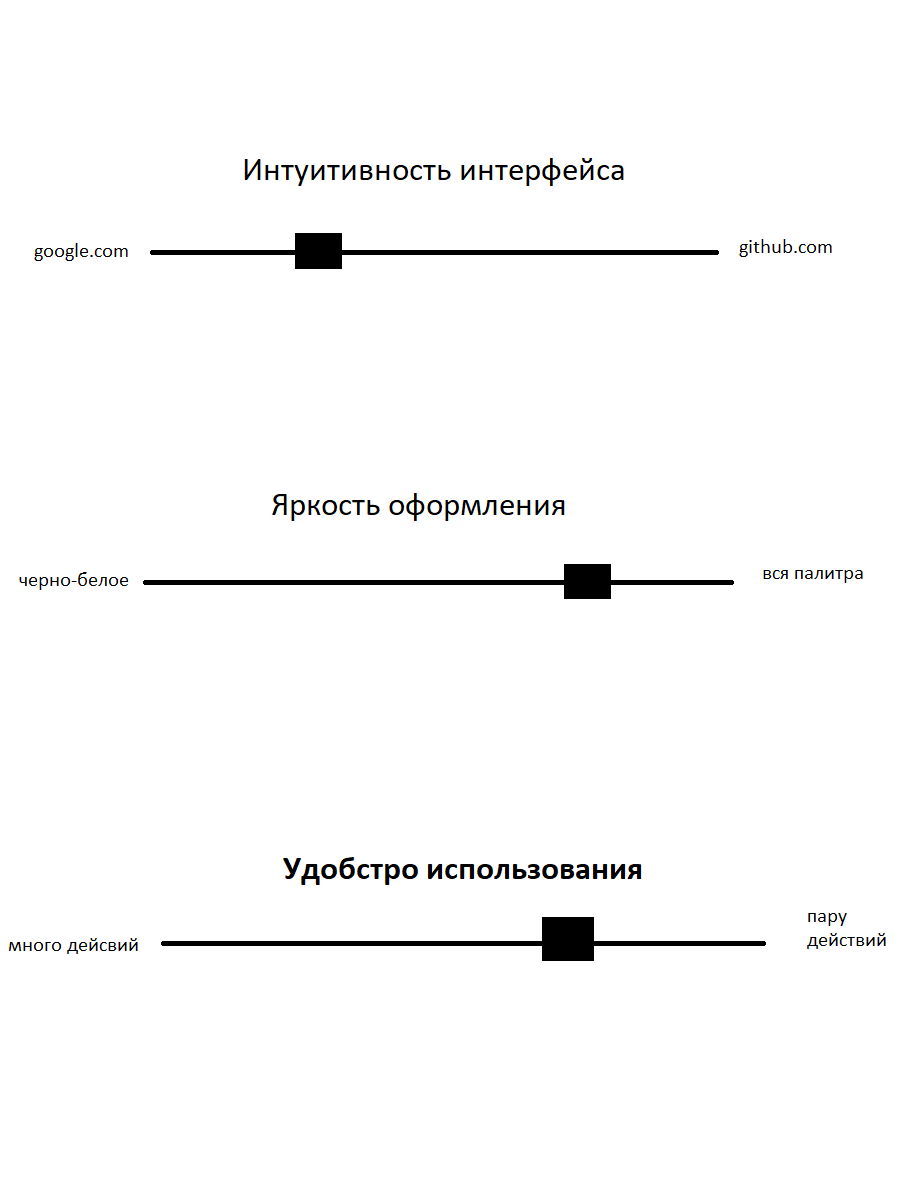 Интуитивность интерфейса
google.com
github.com
Яркость оформления
черно-белое
вся палитра
Удобстро использования
много дейсвий
пару
действий